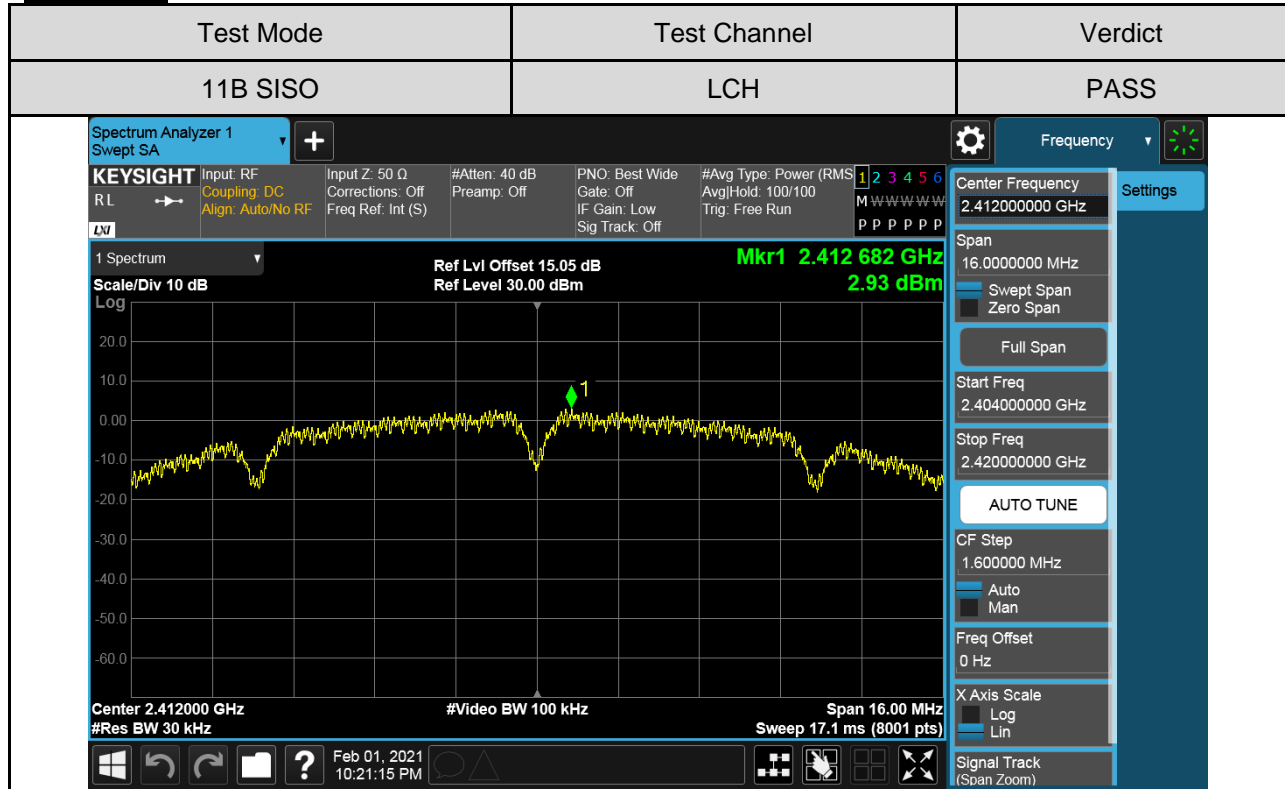 Test Mode Test Channel Verdict
11B SISO LCH PASS
Spectrum Analyzer 1
Swept SA
+
Frequency
KEYSIGHT
R L
LXI
Input: RF
Coupling: DC
Align: Auto/No RF
Input Z: 50 Ω
Corrections: Off
Freq Ref: Int (S)
#Atten: 40 dB
Preamp: Off
PNO: Best Wide
Gate: Off
IF Gain: Low
Sig Track: Off
#Avg Type: Power (RMS
Avg|Hold: 100/100
Trig: Free Run
1 2 3 4 5 6
M W W W W W
P P P P P P
1 Spectrum
Scale/Div 10 dB
Log
Ref Lvl Offset 15.05 dB
Ref Level 30.00 dBm
Mkr1 2.412 682 GHz
2.93 dBm
20.0
10.0
1
0.00
-10.0
-20.0
-30.0
-40.0
-50.0
-60.0
Center 2.412000 GHz #Video BW 100 kHz Span 16.00 MHz
#Res BW 30 kHz Sweep 17.1 ms (8001 pts)
?
Feb 01, 2021
10:21:15 PM
Center Frequency
2.412000000 GHz
Settings
Span
16.0000000 MHz
Swept Span
Zero Span
Full Span
Start Freq
2.404000000 GHz
Stop Freq
2.420000000 GHz
AUTO TUNE
CF Step
1.600000 MHz
Auto
Man
Freq Offset
0 Hz
X Axis Scale
Log
Lin
Signal Track
(Span Zoom)